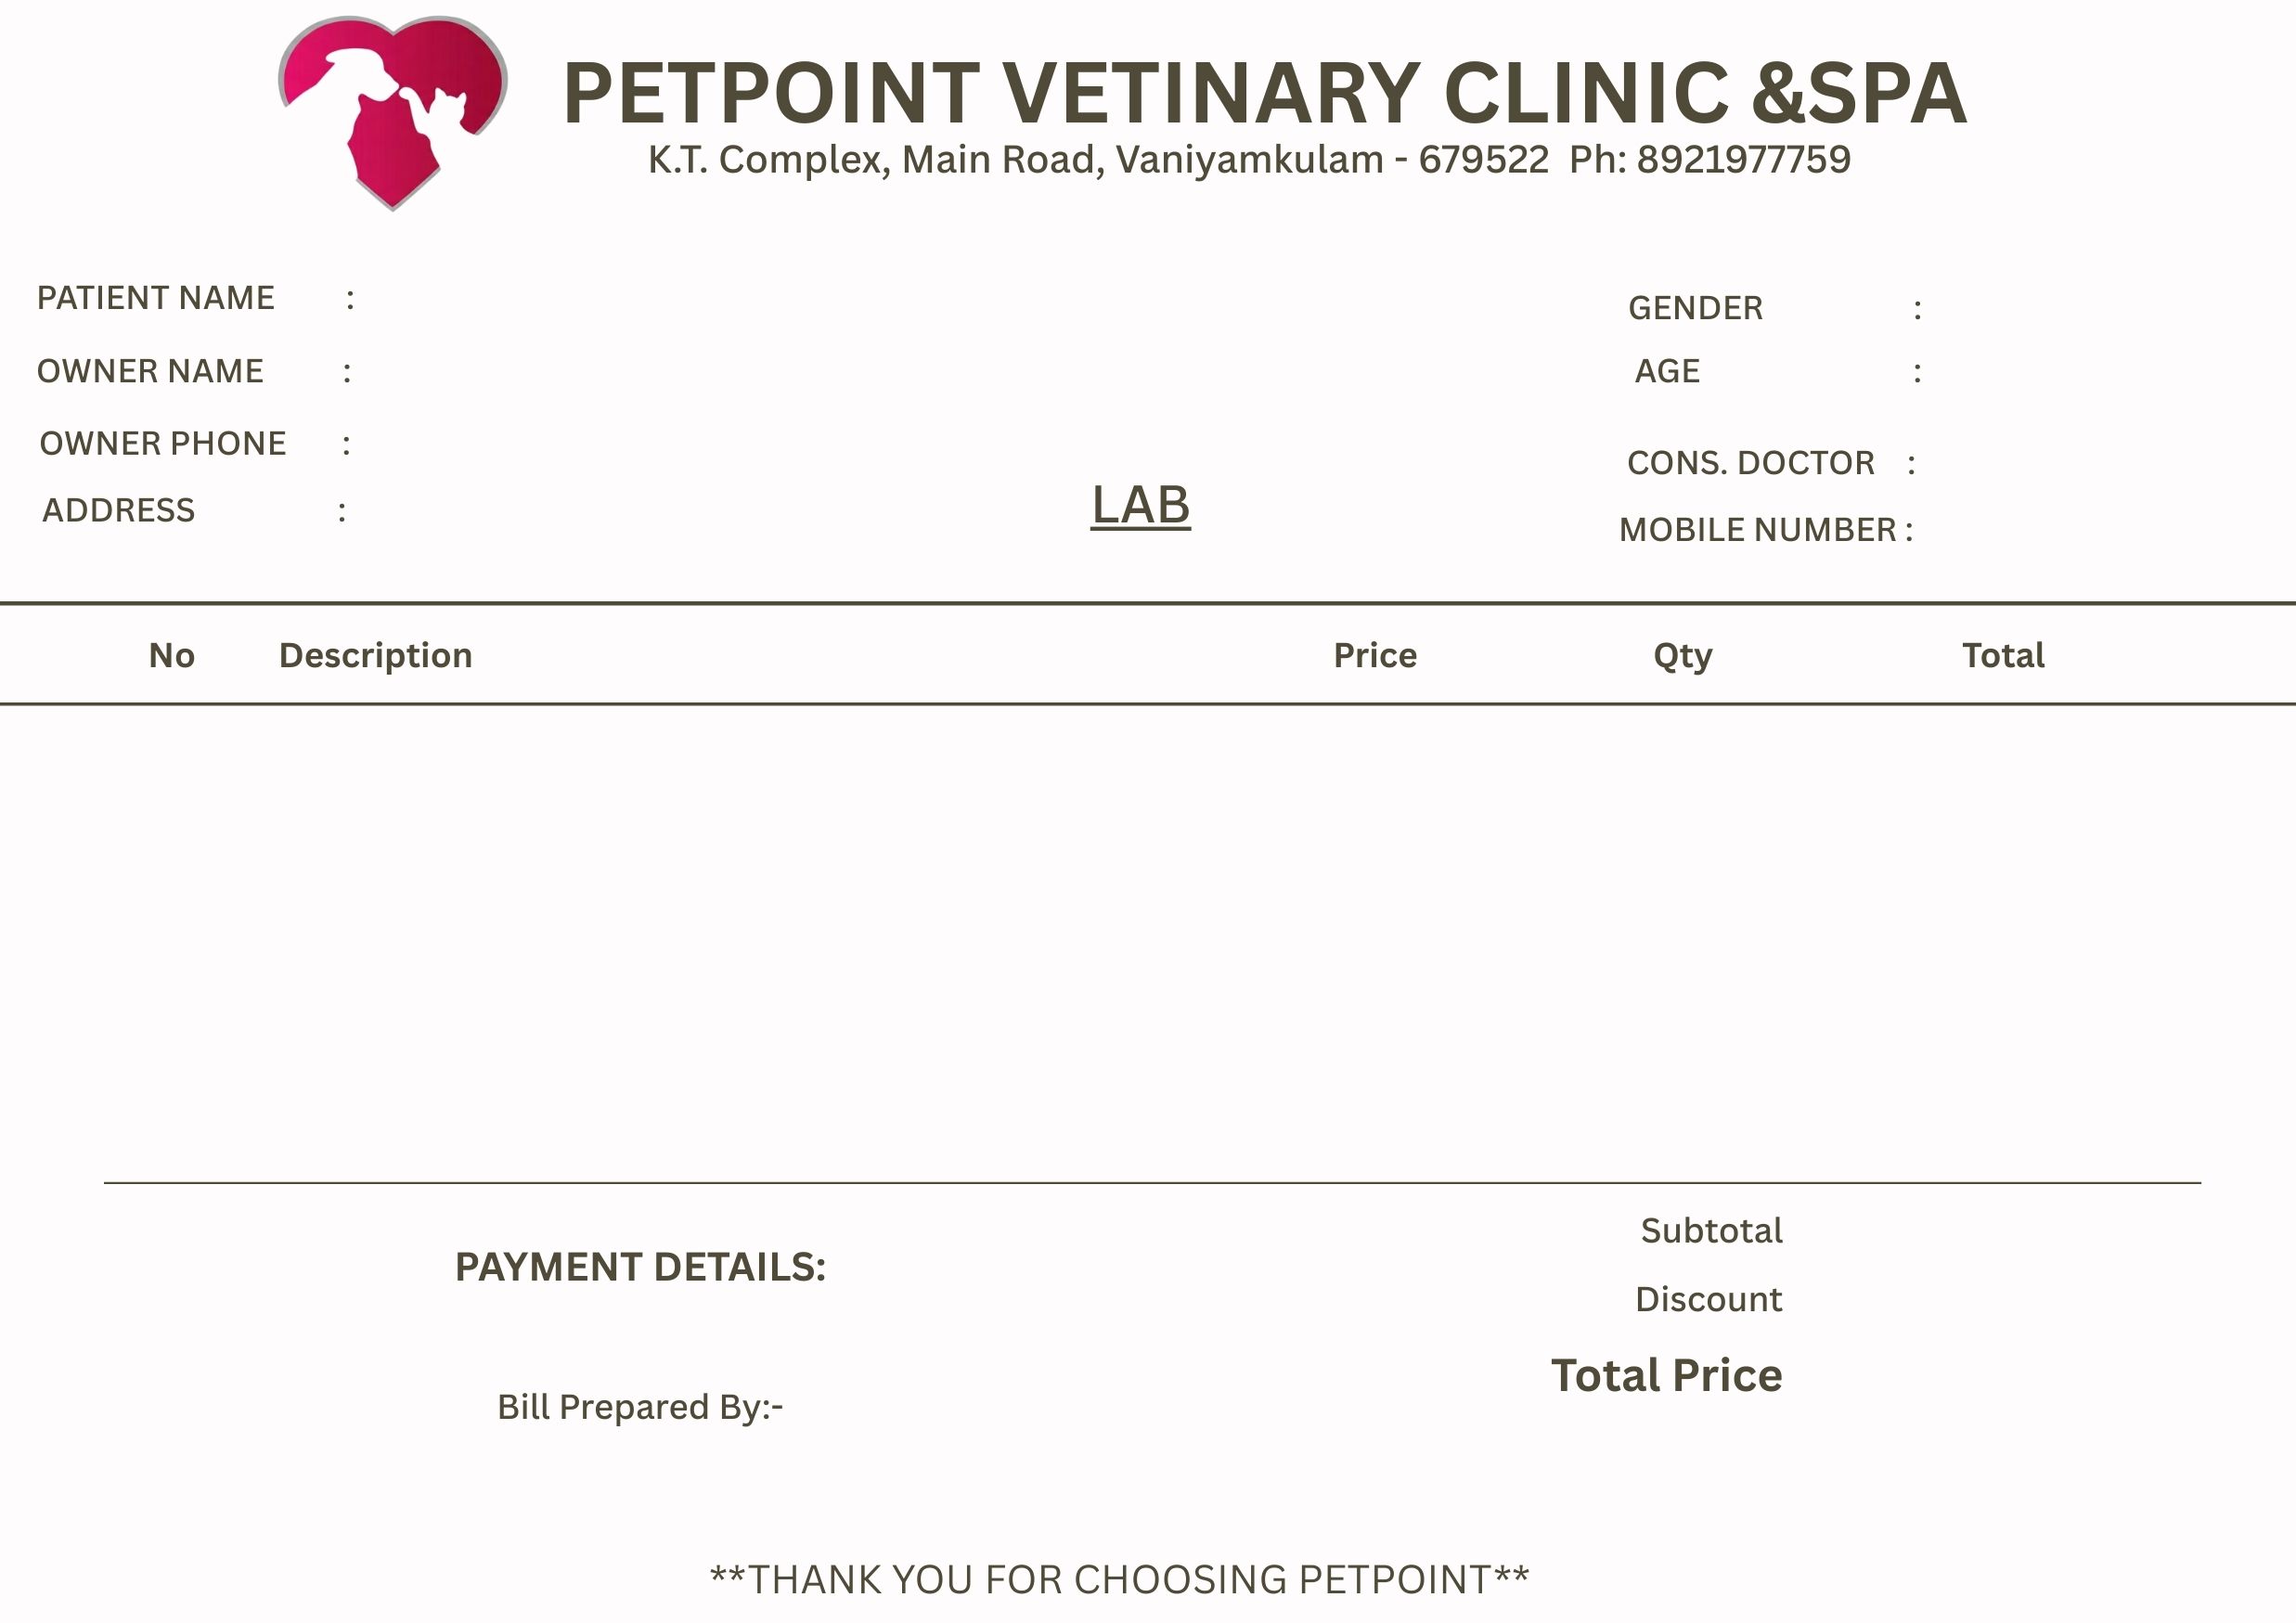 PETPOINT VETINARY CLINIC &SPA
K.T. Complex, Main Road, Vaniyamkulam - 679522 Ph: 8921977759
PATIENT NAME :
GENDER :
OWNER NAME :
AGE :
OWNER PHONE :
CONS. DOCTOR :
ADDRESS :
LAB
MOBILE NUMBER :
No Description Price Qty Total
Subtotal
PAYMENT DETAILS:
Discount
Total Price
Bill Prepared By:-
**THANK YOU FOR CHOOSING PETPOINT**